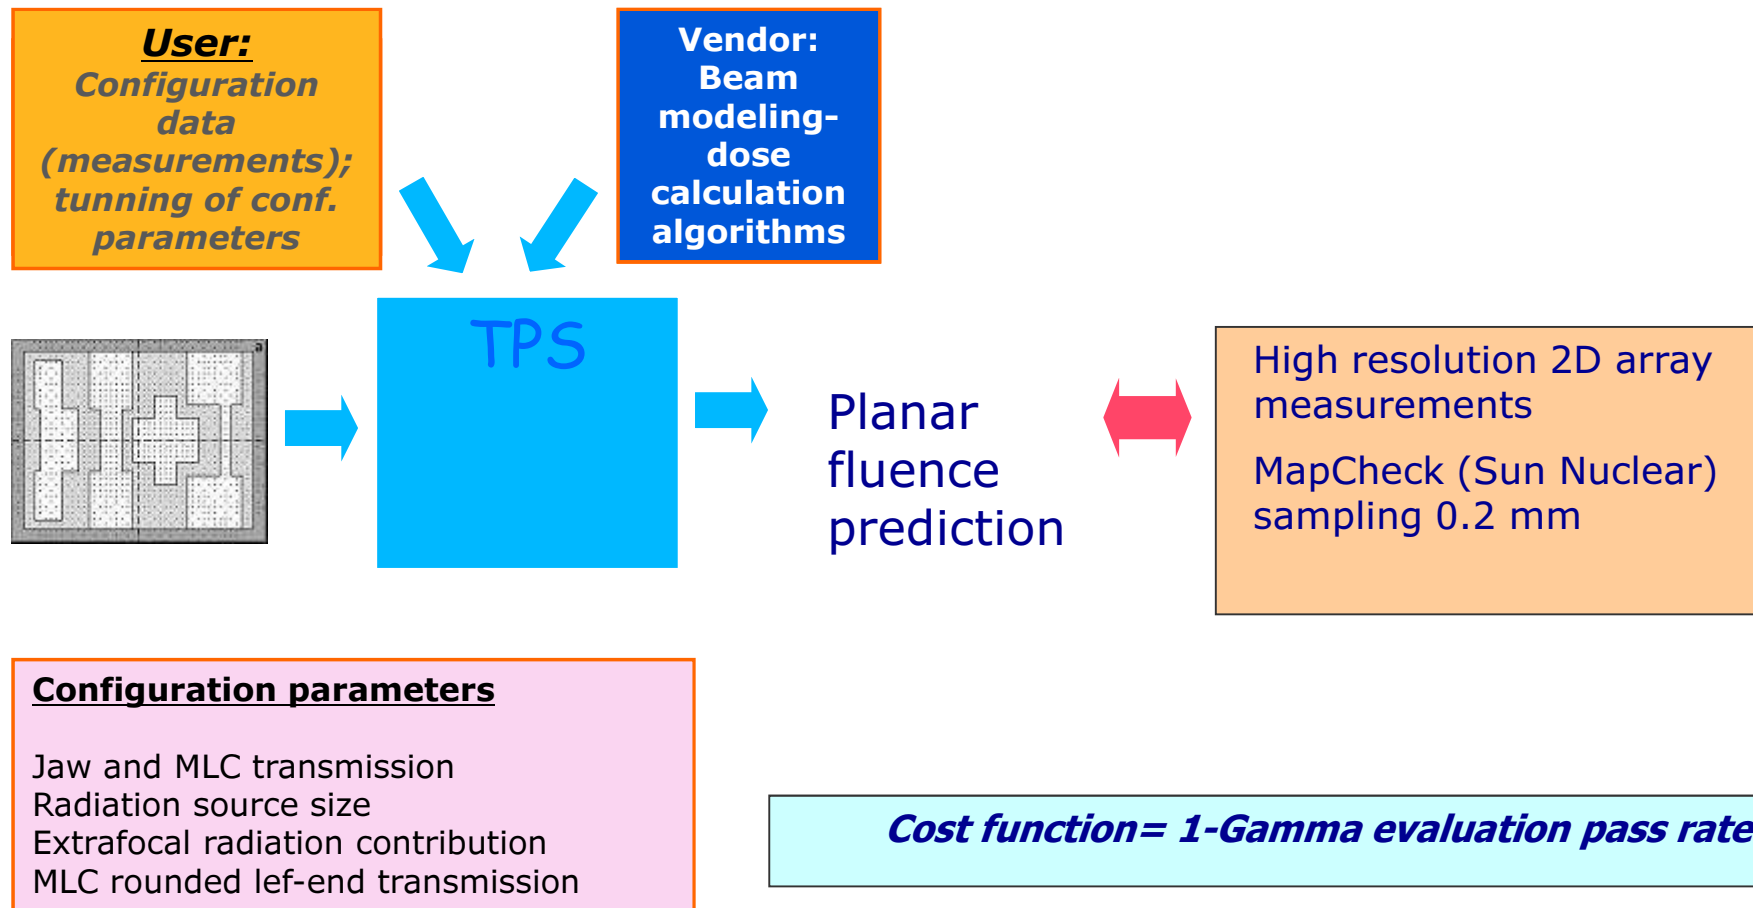 User:
Configuration
data
(measurements);
tunning of conf.
parameters
Vendor:
Beam
modeling-
dose
calculation
algorithms
a
TPS
Planar
fluence
prediction
High resolution 2D array
measurements
MapCheck (Sun Nuclear)
sampling 0.2 mm
Configuration parameters
Jaw and MLC transmission
Radiation source size
Extrafocal radiation contribution
MLC rounded lef-end transmission
Cost function= 1-Gamma evaluation pass rate